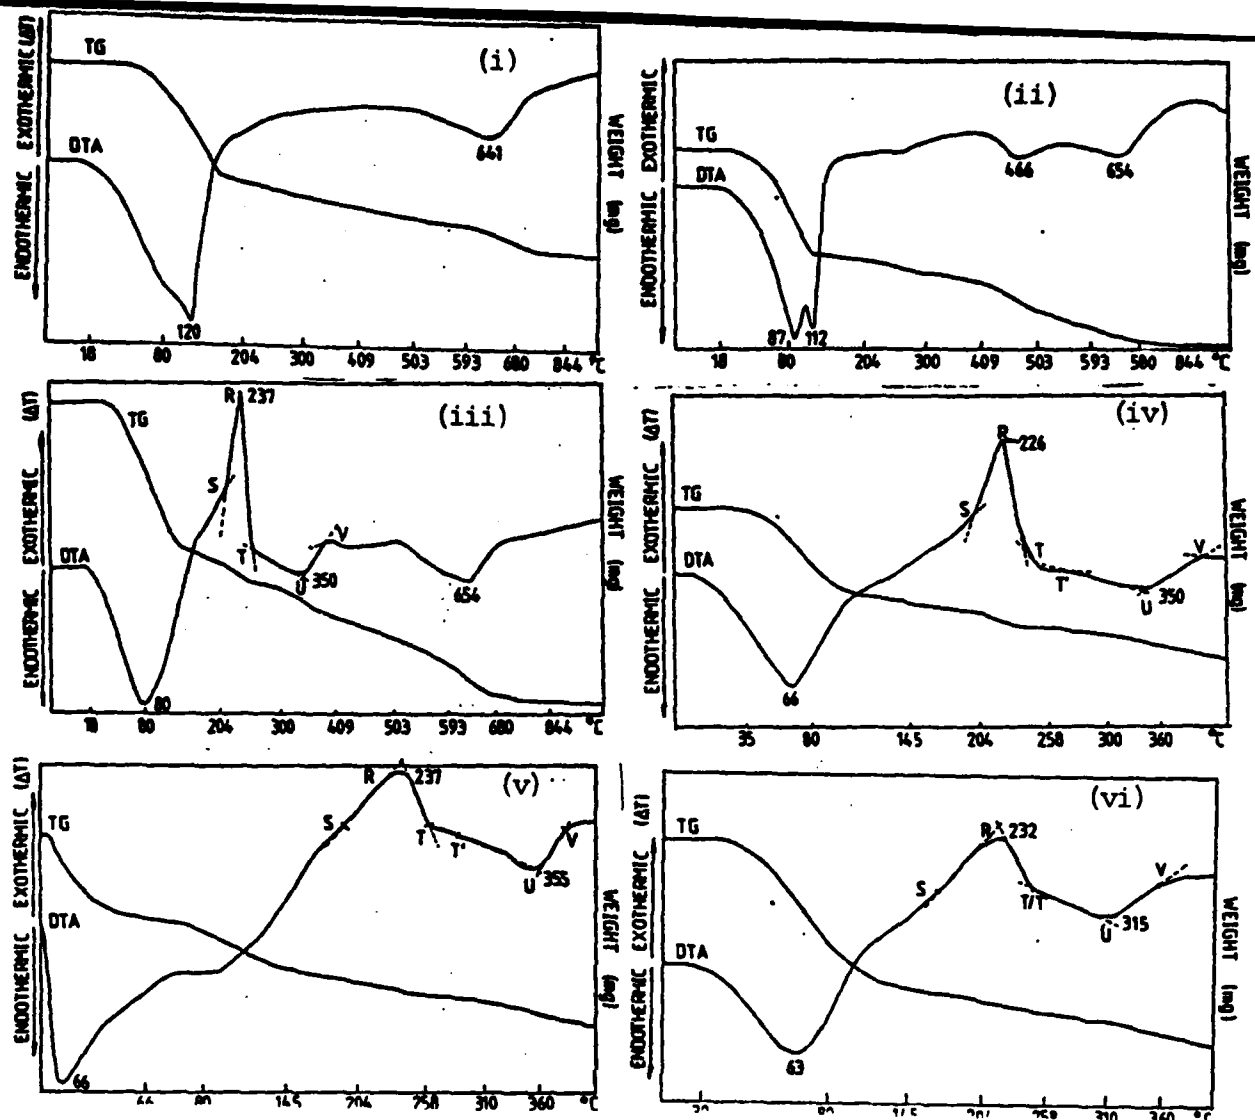 (i)
TG
DTA
641
120
ENDOTHERMIC EXOTHERMIC (ΔT)
WEIGHT (mg)
18 80 204 300 409 503 593 680 844 °C
(ii)
TG
DTA
466
654
87
112
ENDOTHERMIC EXOTHERMIC
WEIGHT (mg)
18 80 204 300 409 503 593 580 844 °C
(iii)
R 237
TG
S
DTA
T
V
U 350
654
80
ENDOTHERMIC EXOTHERMIC (ΔT)
WEIGHT (mg)
18 80 204 300 409 503 593 680 844 °C
(iv)
R
226
TG
S
DTA
T
T'
V
U 350
66
ENDOTHERMIC EXOTHERMIC (ΔT)
WEIGHT (mg)
35 80 145 204 258 300 360 °C
(v)
R 237
TG
S
T
T'
V
U 355
DTA
66
ENDOTHERMIC EXOTHERMIC (ΔT)
WEIGHT (mg)
66 80 145 204 258 310 360 °C
(vi)
TG
R 232
S
T/T'
V
U 315
DTA
63
ENDOTHERMIC EXOTHERMIC (ΔT)
WEIGHT (mg)
80 145 204 258 310 360 °C